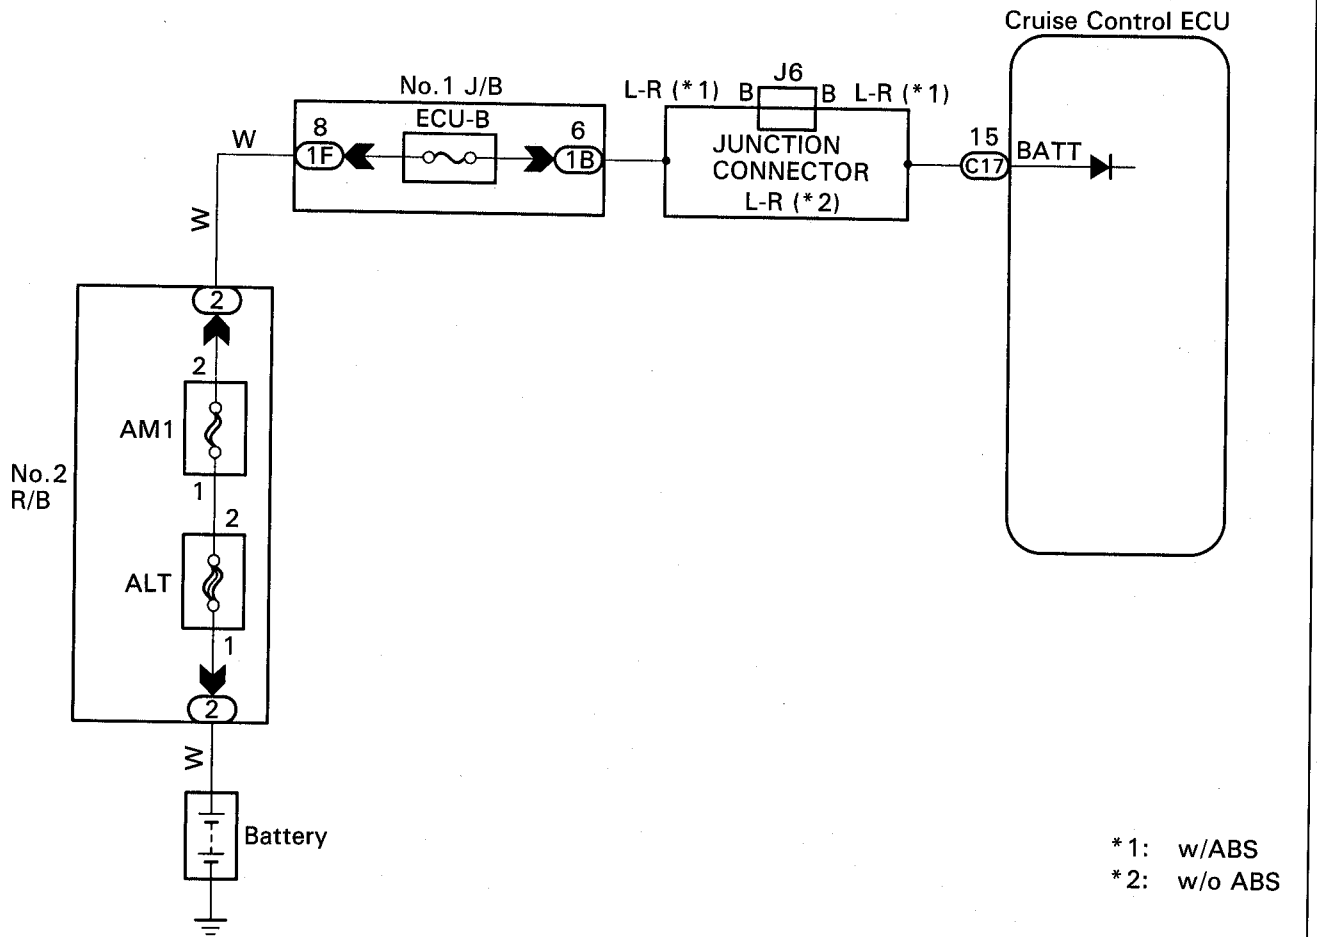 Cruise Control ECU
No.1 J/B
ECU-B
8
1F
6
1B
W
L-R (*1)
B
J6
B
L-R (*1)
JUNCTION
CONNECTOR
L-R (*2)
15
C17
BATT
W
2
2
AM1
1
No.2
R/B
2
ALT
1
2
W
Battery
*1: w/ABS
*2: w/o ABS